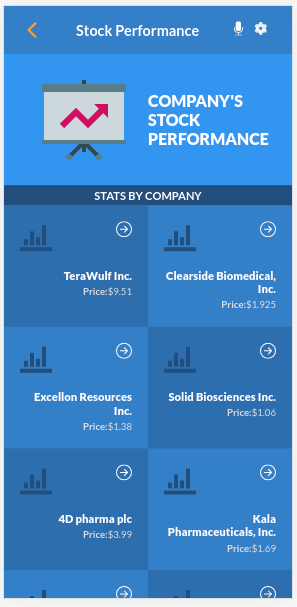 Stock Performance
COMPANY'S
STOCK
PERFORMANCE
STATS BY COMPANY
TeraWulf Inc.
Price:$9.51
Clearside Biomedical,
Inc.
Price:$1.925
Excellon Resources
Inc.
Price:$1.38
Solid Biosciences Inc.
Price:$1.06
4D pharma plc
Price:$3.99
Kala
Pharmaceuticals, Inc.
Price:$1.69